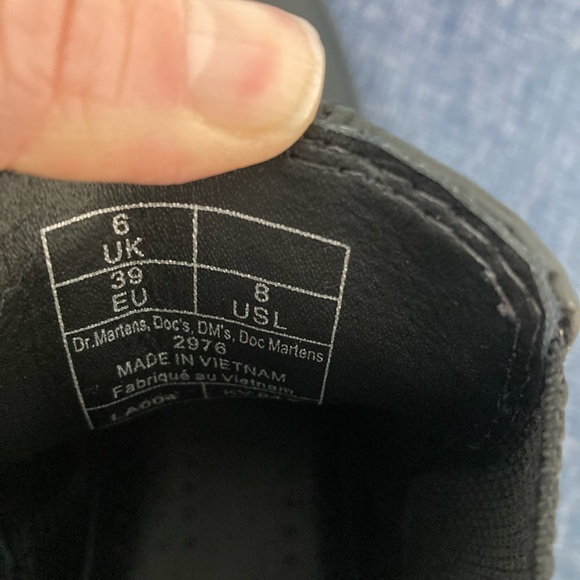 6
UK
39
EU
8
USL
Dr.Martens, Doc's, DM's, Doc Martens
2976
MADE IN VIETNAM
Fabriqué au Vietnam